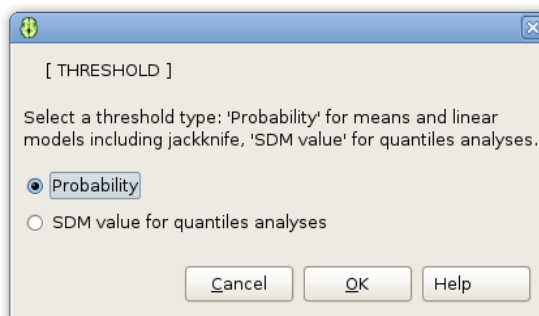 [ THRESHOLD ]
Select a threshold type: 'Probability' for means and linear
models including jackknife, 'SDM value' for quantiles analyses.
Probability
SDM value for quantiles analyses
Cancel OK Help